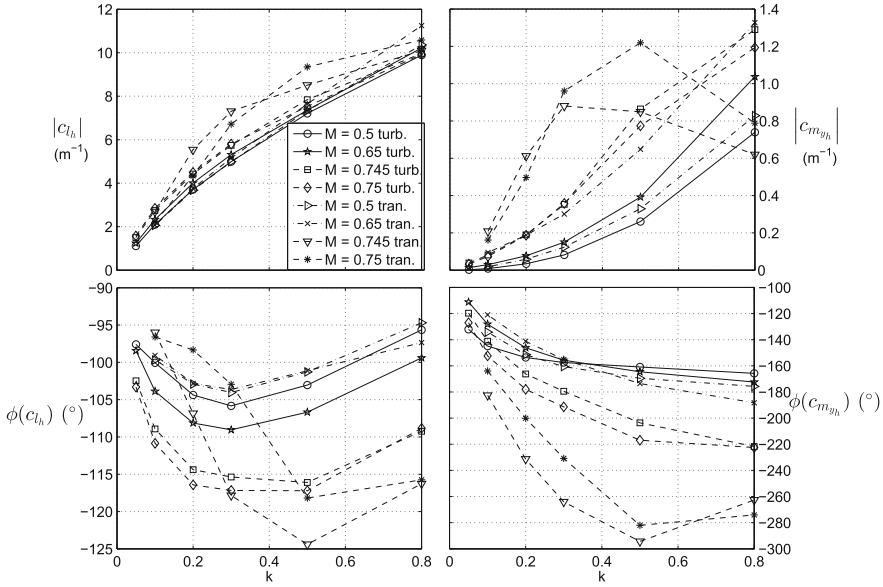 12
10
8
6
4
2
0
|c_{l_h}|
(m⁻¹)
M = 0.5 turb.
M = 0.65 turb.
M = 0.745 turb.
M = 0.75 turb.
M = 0.5 tran.
M = 0.65 tran.
M = 0.745 tran.
M = 0.75 tran.
1.4
1.2
1
0.8
0.6
0.4
0.2
0
|c_{m_{y_h}}|
(m⁻¹)
−90
−95
−100
−105
−110
−115
−120
−125
ϕ(c_{l_h}) (°)
0 0.2 0.4 0.6 0.8
k
−100
−120
−140
−160
−180
−200
−220
−240
−260
−280
−300
ϕ(c_{m_{y_h}}) (°)
0 0.2 0.4 0.6 0.8
k